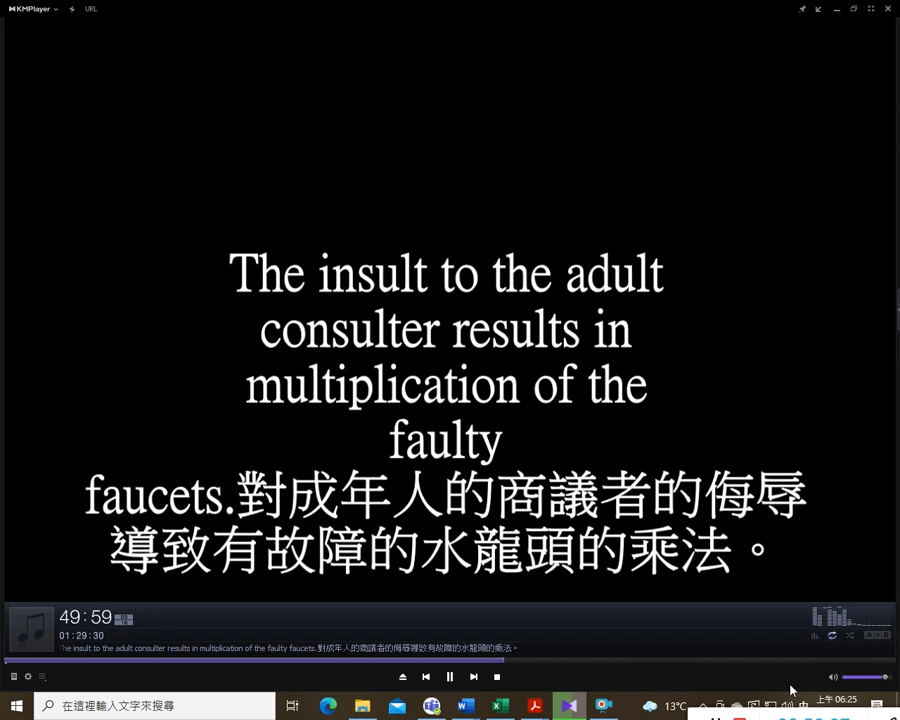 KMPlayer
URL
The insult to the adult
consulter results in
multiplication of the
faulty
faucets.對成年人的商議者的侮辱
導致有故障的水龍頭的乘法。
49:59
01:29:30
The insult to the adult consulter results in multiplication of the faulty faucets.對成年人的商議者的侮辱導致有故障的水龍頭的乘法。
在這裡輸入文字來搜尋
13°C
中
上午 06:25